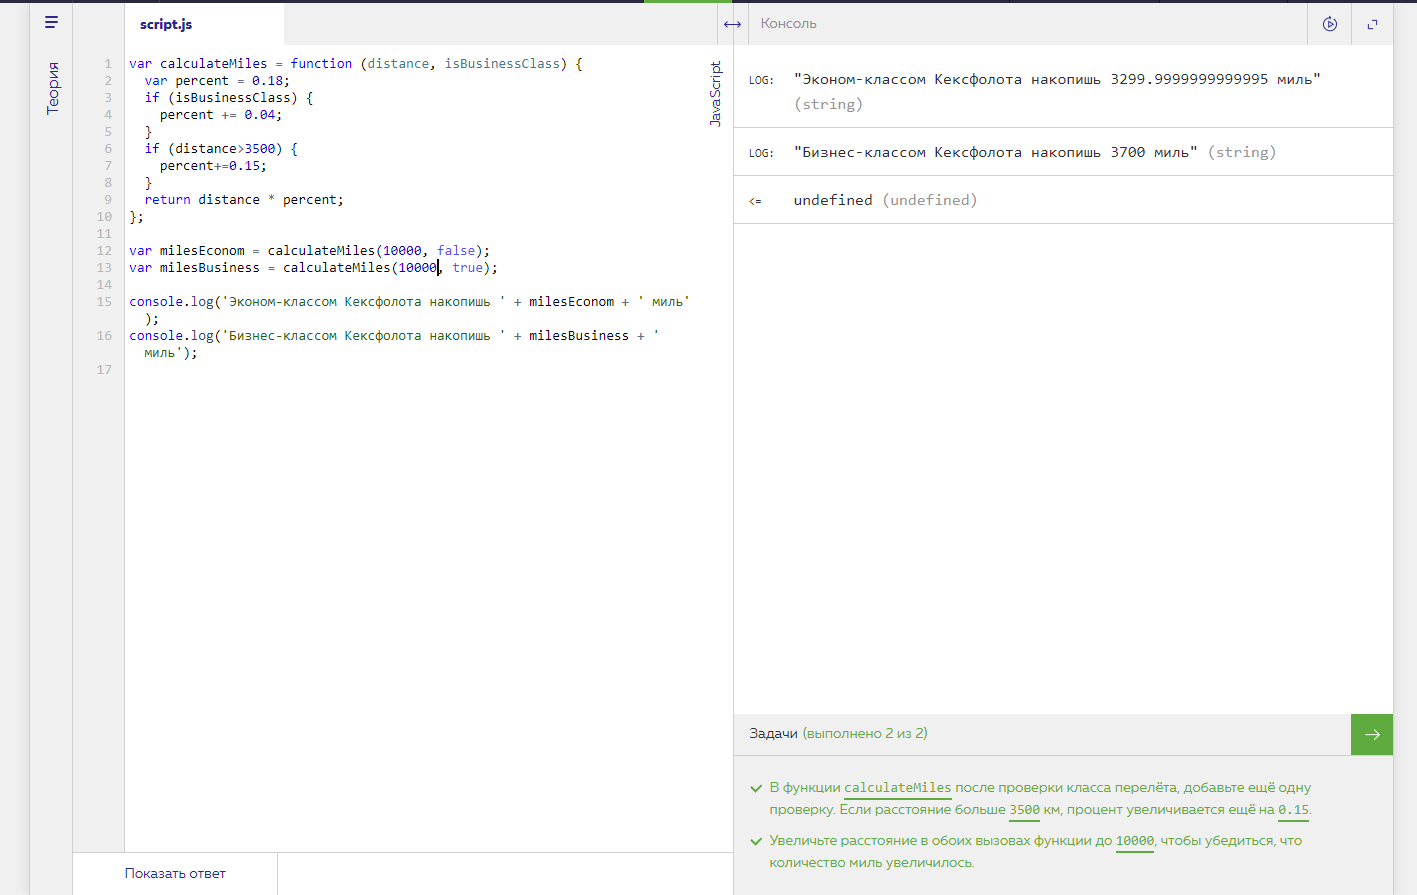 Теория
script.js
JavaScript
1 var calculateMiles = function (distance, isBusinessClass) {
2 var percent = 0.18;
3 if (isBusinessClass) {
4 percent += 0.04;
5 }
6 if (distance>3500) {
7 percent+=0.15;
8 }
9 return distance * percent;
10 };
11
12 var milesEconom = calculateMiles(10000, false);
13 var milesBusiness = calculateMiles(10000, true);
14
15 console.log('Эконом-классом Кексфолота накопишь ' + milesEconom + ' миль'
);
16 console.log('Бизнес-классом Кексфолота накопишь ' + milesBusiness + '
миль');
17
Показать ответ
Консоль
LOG: "Эконом-классом Кексфолота накопишь 3299.9999999999995 миль"
(string)
LOG: "Бизнес-классом Кексфолота накопишь 3700 миль" (string)
<= undefined (undefined)
Задачи (выполнено 2 из 2)
В функции calculateMiles после проверки класса перелёта, добавьте ещё одну
проверку. Если расстояние больше 3500 км, процент увеличивается ещё на 0.15.
Увеличьте расстояние в обоих вызовах функции до 10000, чтобы убедиться, что
количество миль увеличилось.